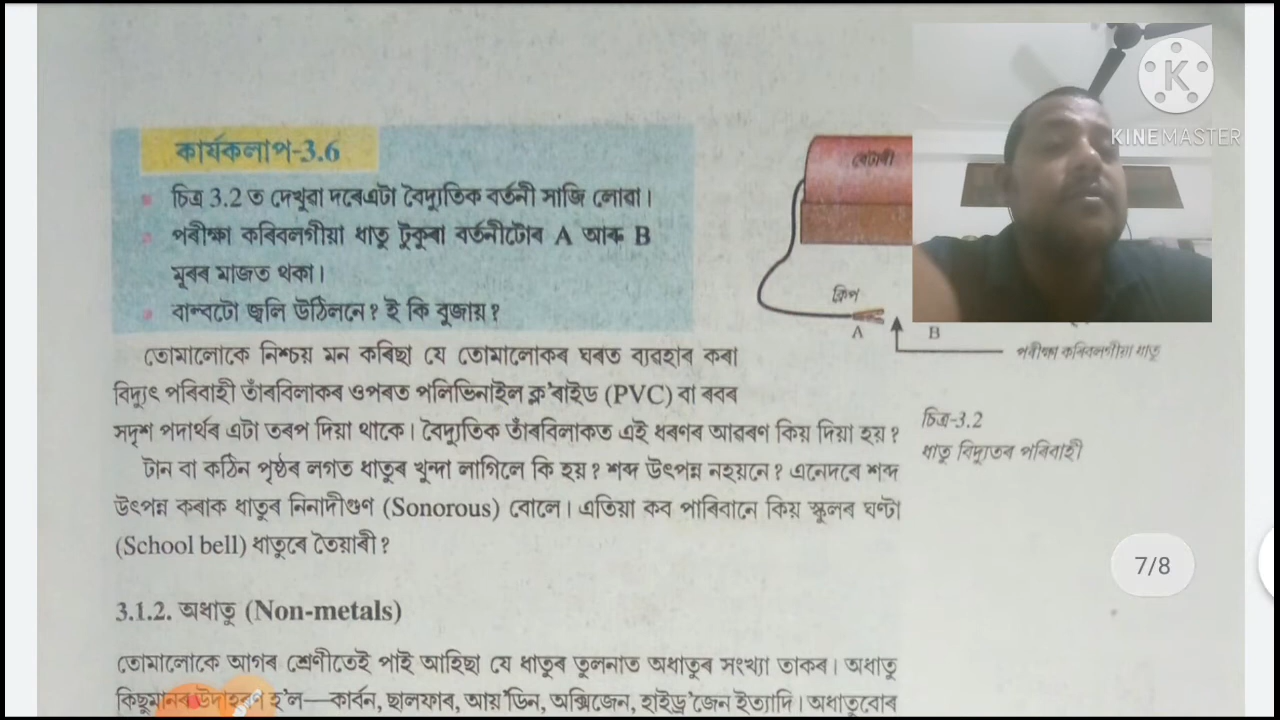 কাৰ্যকলাপ-3.6
চিত্ৰ 3.2 ত দেখুৱা দৰেএটা বৈদ্যুতিক বৰ্তনী সাজি লোৱা।
পৰীক্ষা কৰিবলগীয়া ধাতু টুকুৰা বৰ্তনীটোৰ A আৰু B
মূৰৰ মাজত থকা।
বাল্বটো জ্বলি উঠিলনে? ই কি বুজায়?
বেটাৰী
KINEMASTER
ক্লিপ
A B
পৰীক্ষা কৰিবলগীয়া ধাতু
চিত্ৰ-3.2
ধাতু বিদ্যুতৰ পৰিবাহী
তোমালোকে নিশ্চয় মন কৰিছা যে তোমালোকৰ ঘৰত ব্যৱহাৰ কৰা
বিদ্যুৎ পৰিবাহী তাঁৰবিলাকৰ ওপৰত পলিভিনাইল ক্ল'ৰাইড (PVC) বা ৰবৰ
সদৃশ পদাৰ্থৰ এটা তৰপ দিয়া থাকে। বৈদ্যুতিক তাঁৰবিলাকত এই ধৰণৰ আৱৰণ কিয় দিয়া হয়?
টান বা কঠিন পৃষ্ঠৰ লগত ধাতুৰ খুন্দা লাগিলে কি হয়? শব্দ উৎপন্ন নহয়নে? এনেদৰে শব্দ
উৎপন্ন কৰাক ধাতুৰ নিনাদীগুণ (Sonorous) বোলে। এতিয়া কব পাৰিবানে কিয় স্কুলৰ ঘণ্টা
(School bell) ধাতুৰে তৈয়াৰী?
7/8
3.1.2. অধাতু (Non-metals)
তোমালোকে আগৰ শ্ৰেণীতেই পাই আহিছা যে ধাতুৰ তুলনাত অধাতুৰ সংখ্যা তাকৰ। অধাতু
কিছুমানৰ উদাহৰণ হ'ল—কাৰ্বন, ছালফাৰ, আয়'ডিন, অক্সিজেন, হাইড্ৰ'জেন ইত্যাদি। অধাতুবোৰ